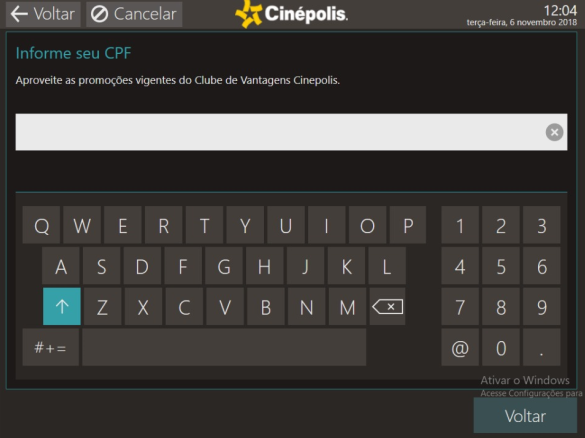 ← Voltar Cancelar Cinépolis. 12:04
terça-feira, 6 novembro 2018
Informe seu CPF
Aproveite as promoções vigentes do Clube de Vantagens Cinepolis.
Q W E R T Y U I O P 1 2 3
A S D F G H J K L 4 5 6
↑ Z X C V B N M 7 8 9
#+= @ 0 .
Ativar o Windows
Acesse Configurações para
Voltar